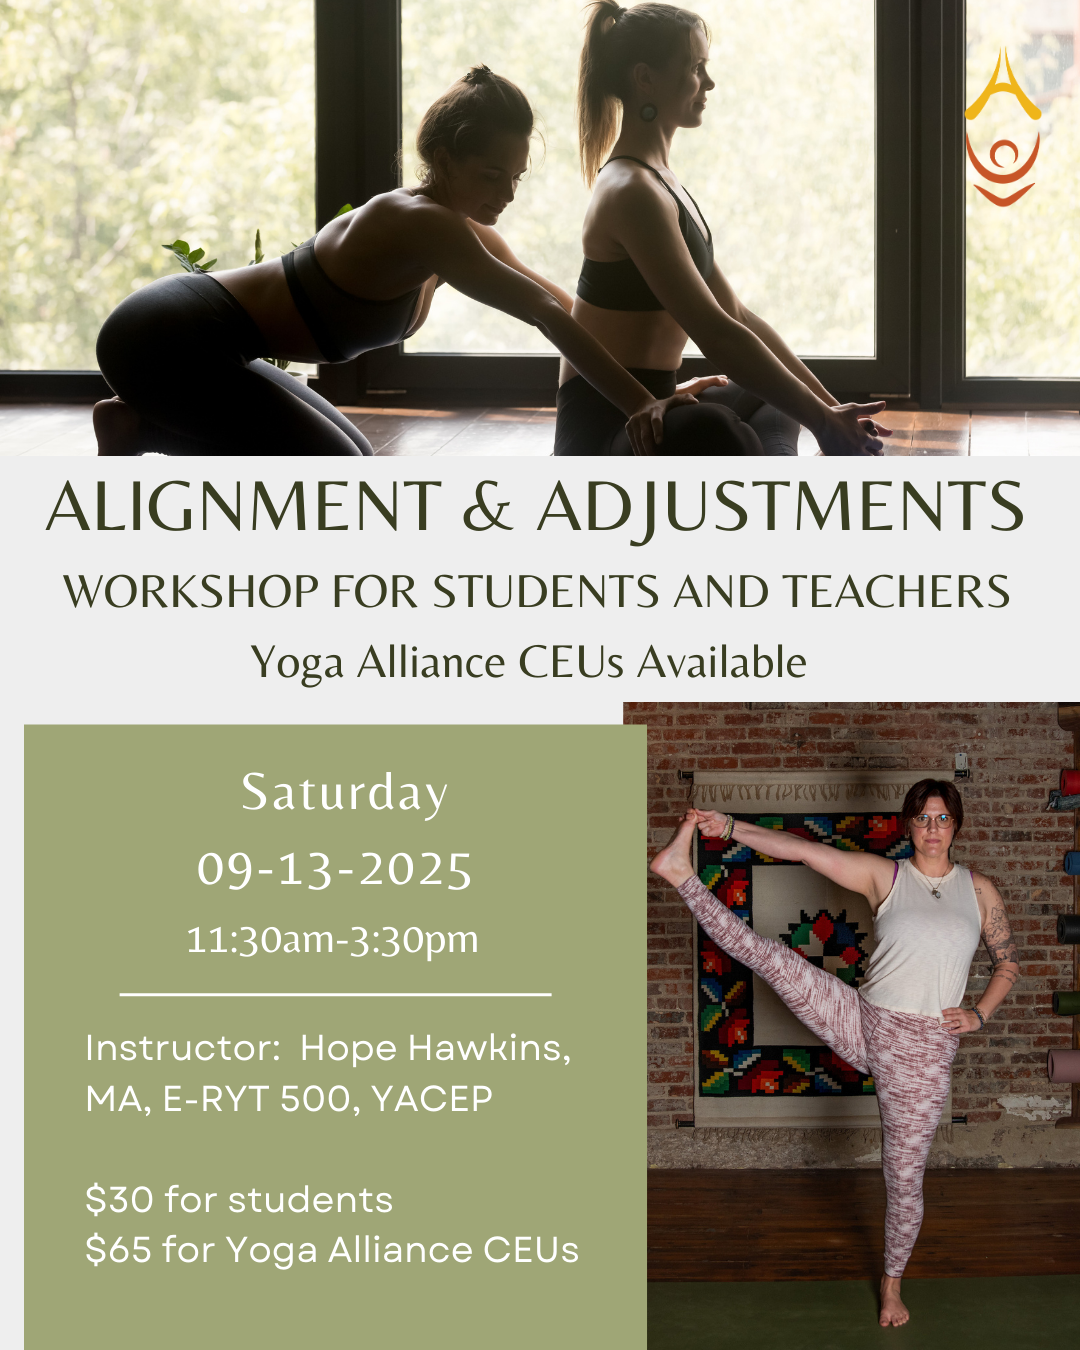 ALIGNMENT & ADJUSTMENTS
WORKSHOP FOR STUDENTS AND TEACHERS
Yoga Alliance CEUs Available
Saturday
09-13-2025
11:30am-3:30pm
Instructor:  Hope Hawkins,
MA, E-RYT 500, YACEP
$30 for students
$65 for Yoga Alliance CEUs